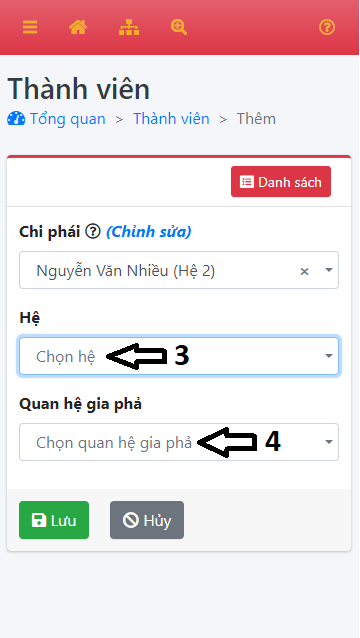 Thành viên
Tổng quan > Thành viên > Thêm
Danh sách
Chi phái (Chỉnh sửa)
Nguyễn Văn Nhiều (Hệ 2) ×
Hệ
Chọn hệ 3
Quan hệ gia phả
Chọn quan hệ gia phả 4
Lưu Hủy